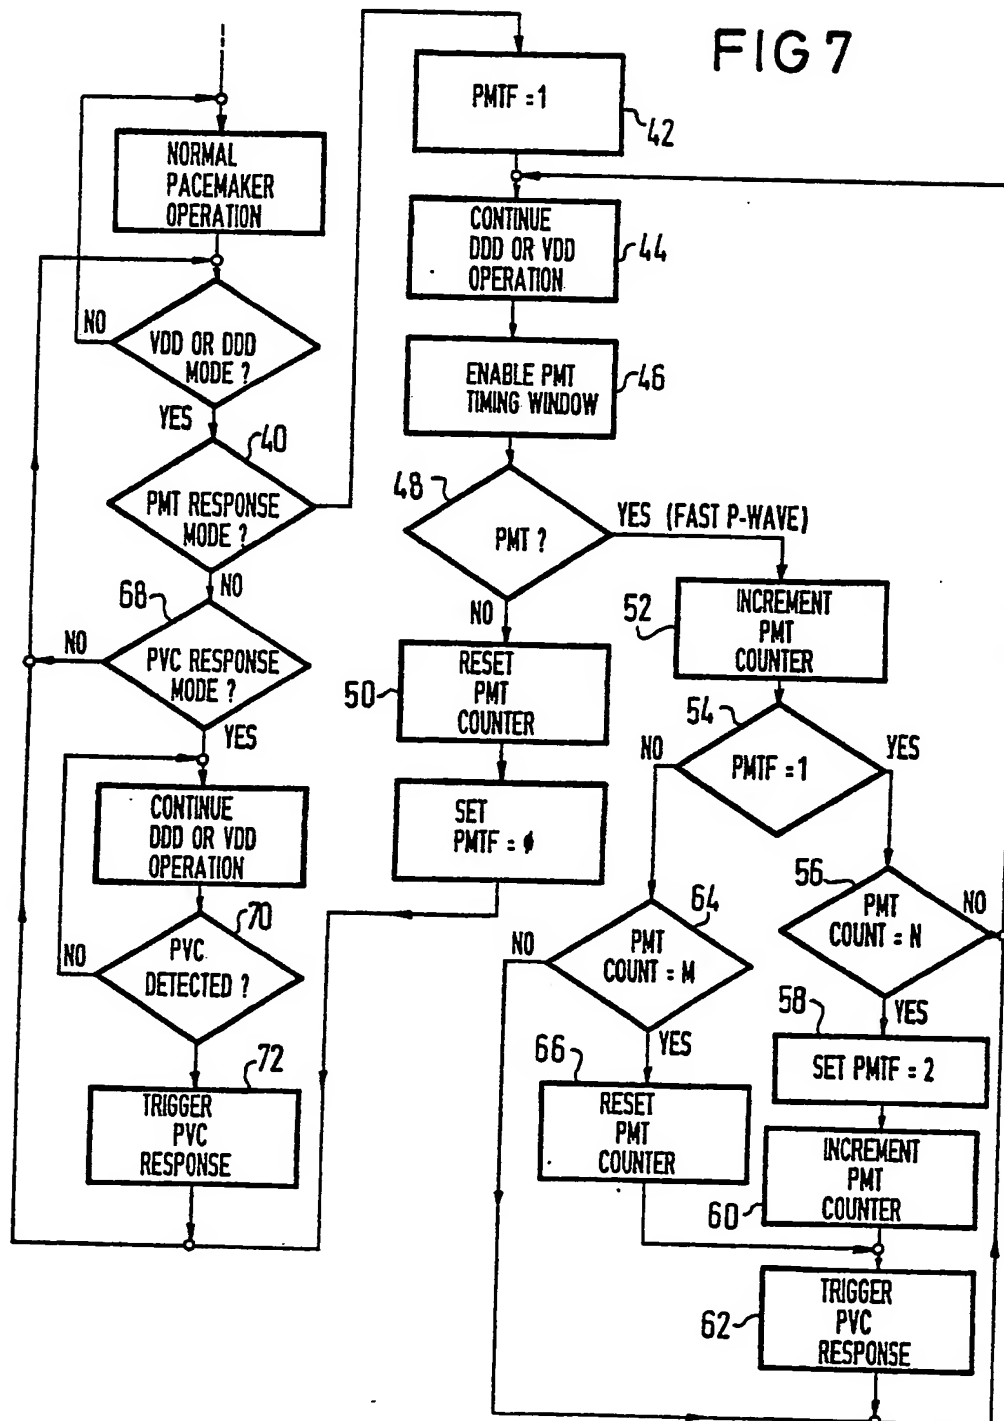 FIG 7
NORMAL
PACEMAKER
OPERATION
VDD OR DDD
MODE ?
NO
YES
40
PMT RESPONSE
MODE ?
NO
68
PVC RESPONSE
MODE ?
NO
YES
CONTINUE
DDD OR VDD
OPERATION
70
PVC
DETECTED ?
NO
72
TRIGGER
PVC
RESPONSE
PMTF = 1
42
CONTINUE
DDD OR VDD
OPERATION
44
ENABLE PMT
TIMING WINDOW
46
48
PMT ?
YES (FAST P-WAVE)
NO
50
RESET
PMT
COUNTER
SET
PMTF = ϕ
52
INCREMENT
PMT
COUNTER
54
PMTF = 1
NO
YES
56
PMT
COUNT = N
NO
YES
58
SET PMTF = 2
60
INCREMENT
PMT
COUNTER
62
TRIGGER
PVC
RESPONSE
64
PMT
COUNT = M
NO
YES
66
RESET
PMT
COUNTER